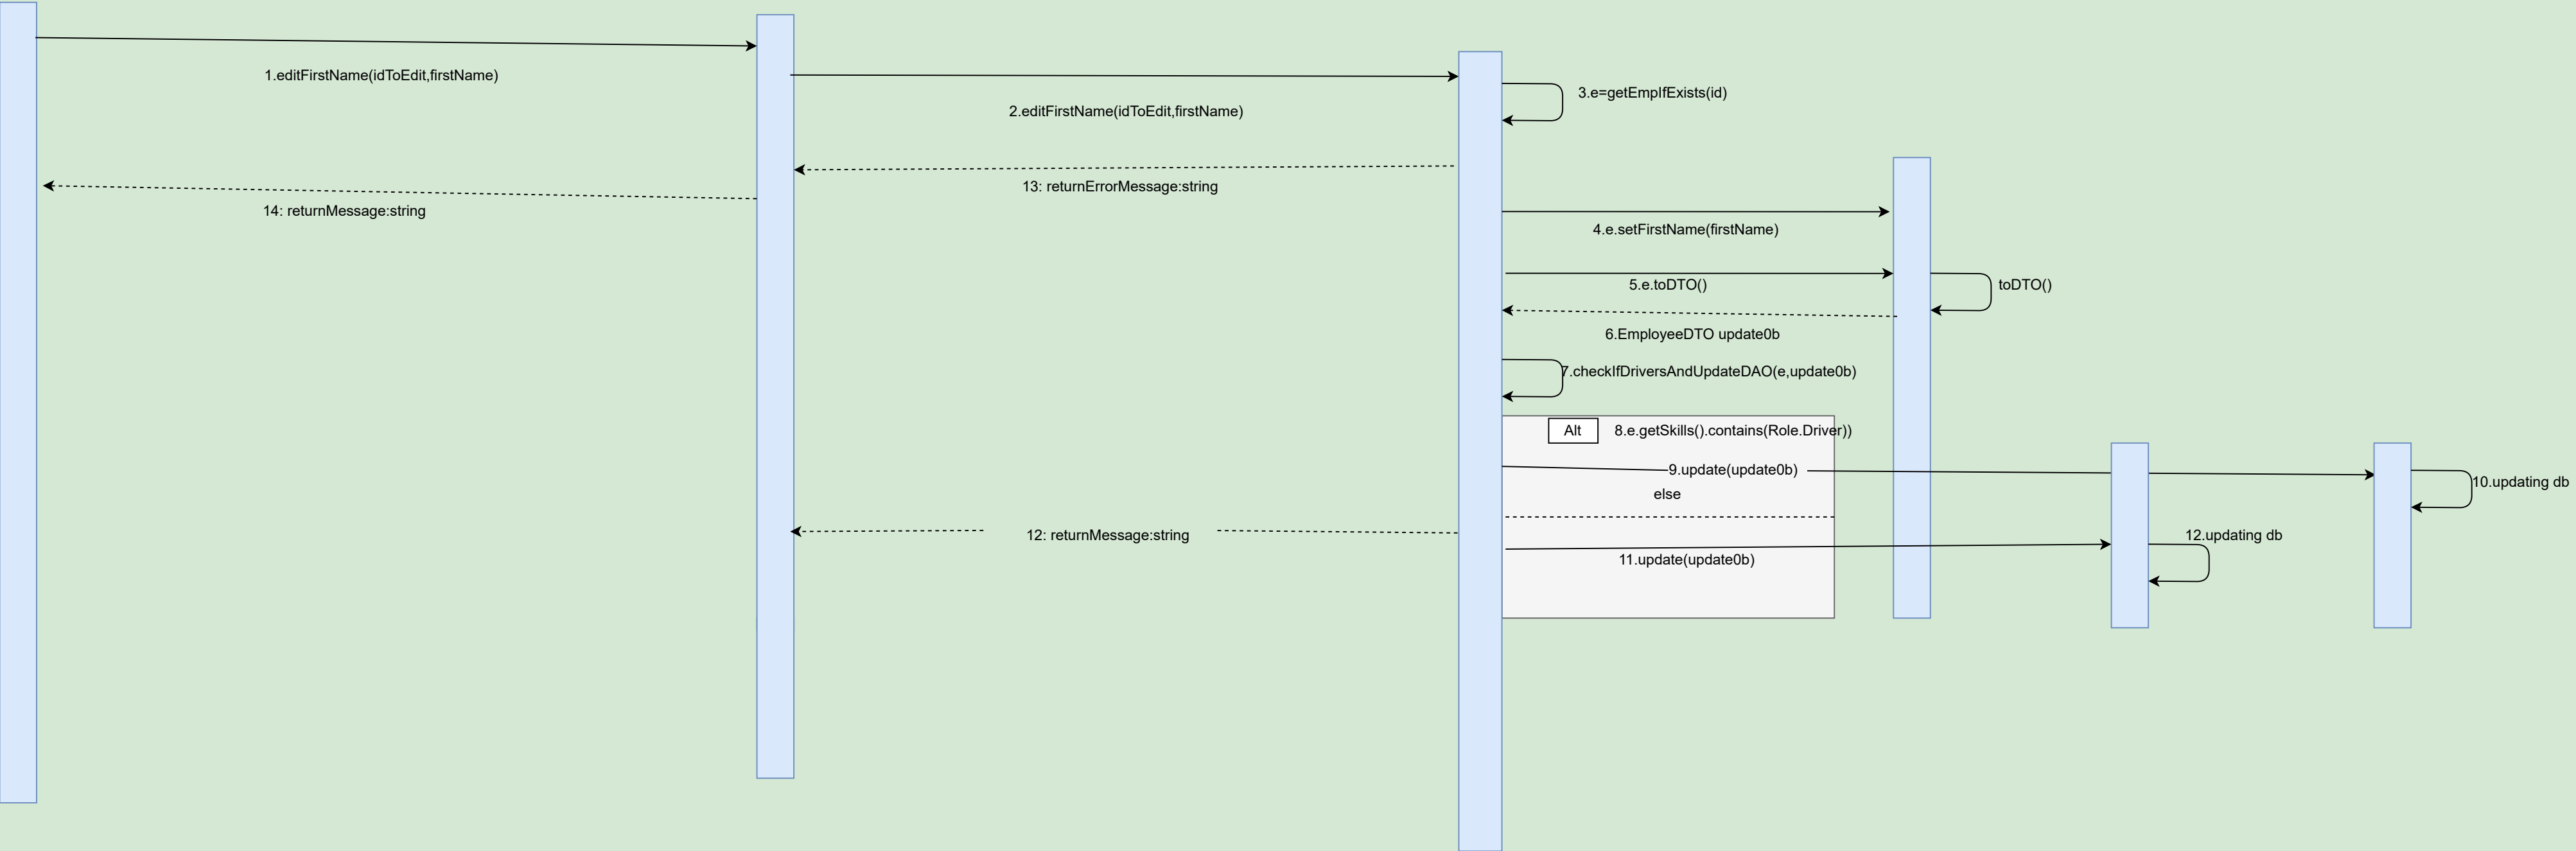 1.editFirstName(idToEdit,firstName)
2.editFirstName(idToEdit,firstName)
3.e=getEmpIfExists(id)
13: returnErrorMessage:string
14: returnMessage:string
4.e.setFirstName(firstName)
5.e.toDTO()
toDTO()
6.EmployeeDTO update0b
7.checkIfDriversAndUpdateDAO(e,update0b)
Alt
8.e.getSkills().contains(Role.Driver))
9.update(update0b)
10.updating db
else
12: returnMessage:string
12.updating db
11.update(update0b)